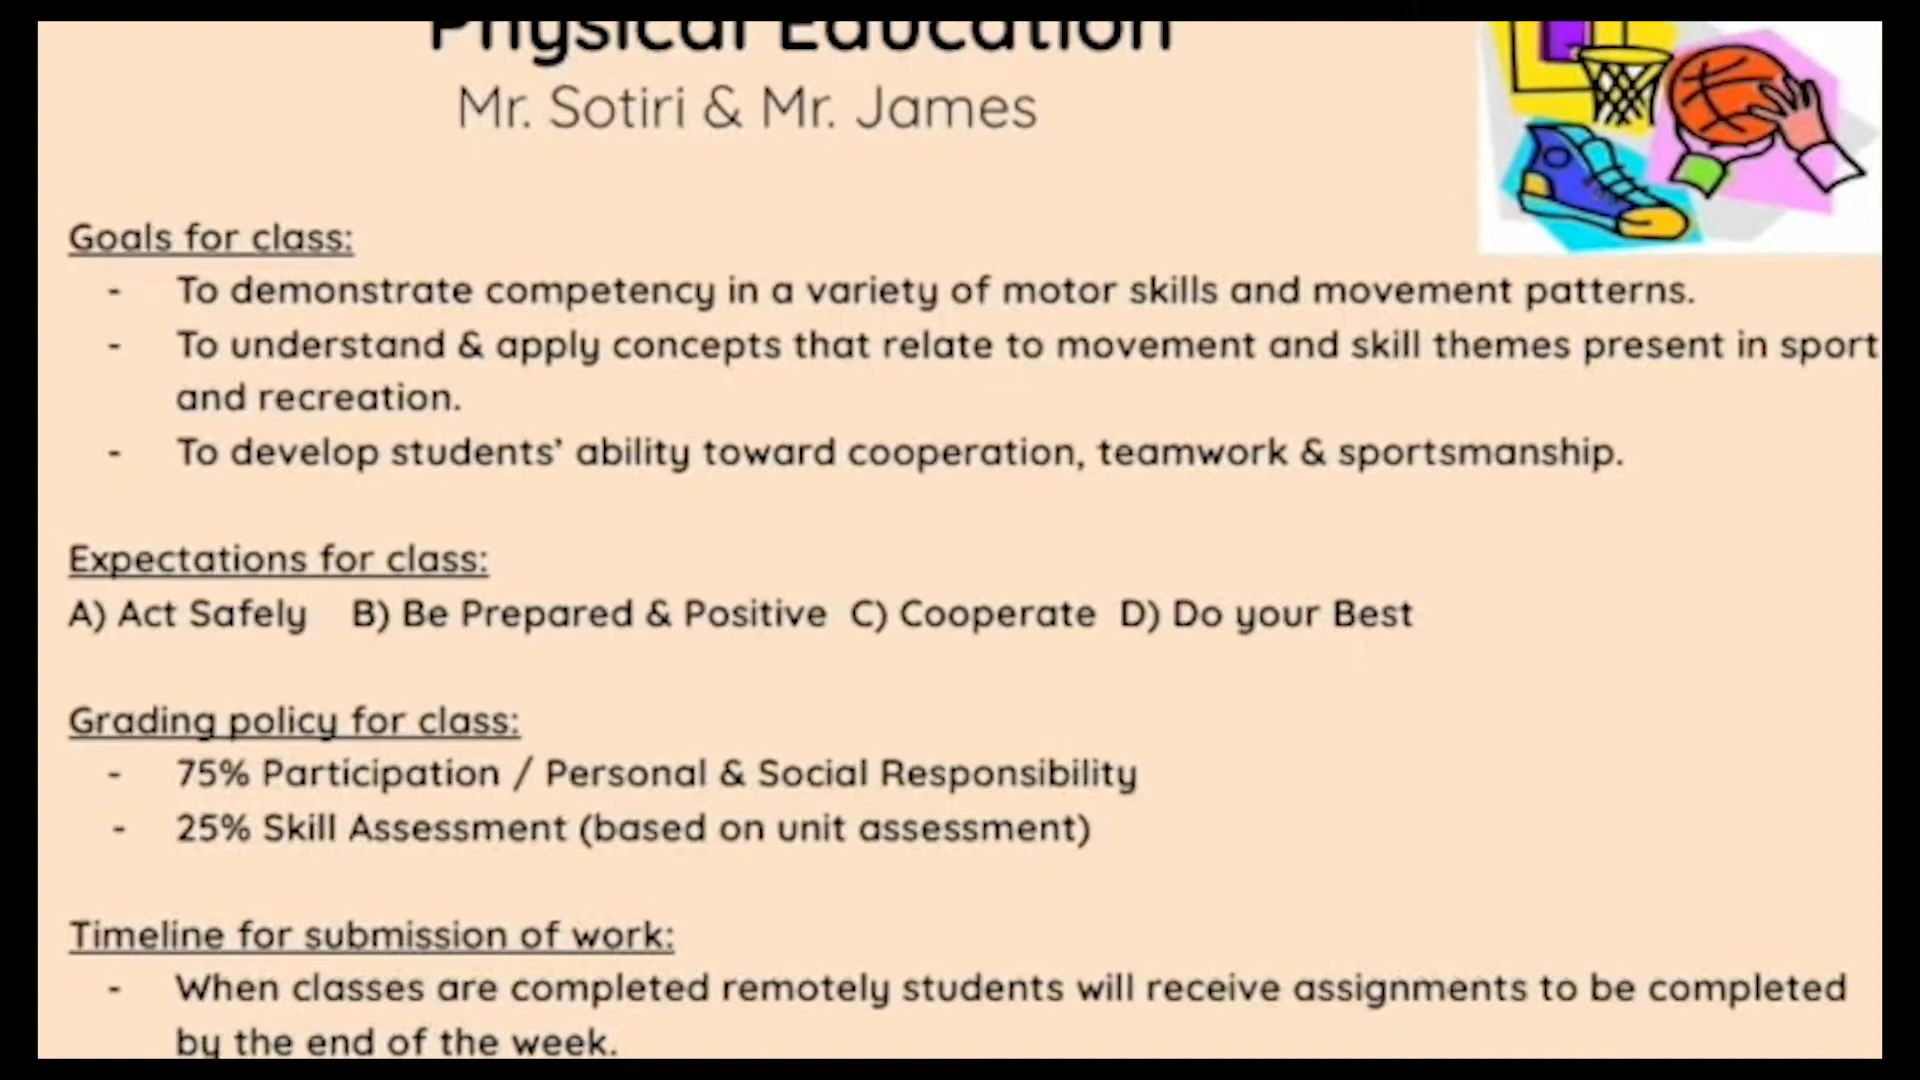 Physical Education
Mr. Sotiri & Mr. James
Goals for class:
- To demonstrate competency in a variety of motor skills and movement patterns.
- To understand & apply concepts that relate to movement and skill themes present in sport
and recreation.
- To develop students’ ability toward cooperation, teamwork & sportsmanship.
Expectations for class:
A) Act Safely B) Be Prepared & Positive C) Cooperate D) Do your Best
Grading policy for class:
- 75% Participation / Personal & Social Responsibility
- 25% Skill Assessment (based on unit assessment)
Timeline for submission of work:
- When classes are completed remotely students will receive assignments to be completed
by the end of the week.